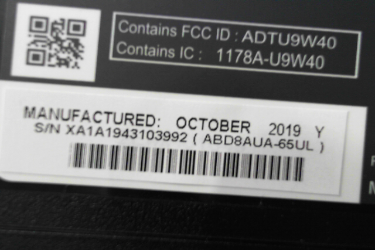 Contains FCC ID : ADTU9W40
Contains IC : 1178A-U9W40
MANUFACTURED: OCTOBER 2019 Y
S/N XA1A1943103992 ( ABD8AUA-65UL )